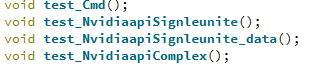 void test_Cmd();
void test_NvidiaapiSignleunite();
void test_NvidiaapiSignleunite_data();
void test_NvidiaapiComplex();